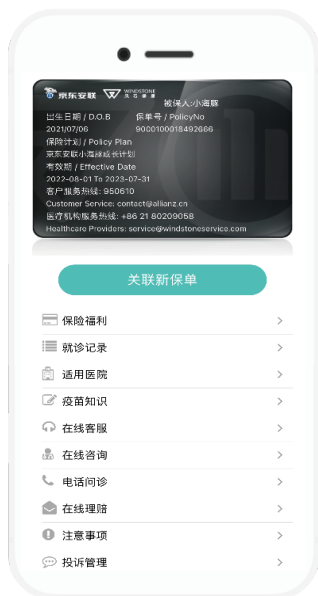 京东安联 WINDSTONE
久石保险
被保人:小海豚
出生日期 / D.O.B 保单号 / PolicyNo
2021/07/06 9000100018492666
保险计划 / Policy Plan
京东安联小海豚成长计划
有效期 / Effective Date
2022-08-01 To 2023-07-31
客户服务热线: 950610
Customer Service: contact@allianz.cn
医疗机构服务热线: +86 21 80209058
Healthcare Providers: service@windstoneservice.com
关联新保单
保险福利
就诊记录
适用医院
疫苗知识
在线客服
在线咨询
电话问诊
在线理赔
注意事项
投诉管理